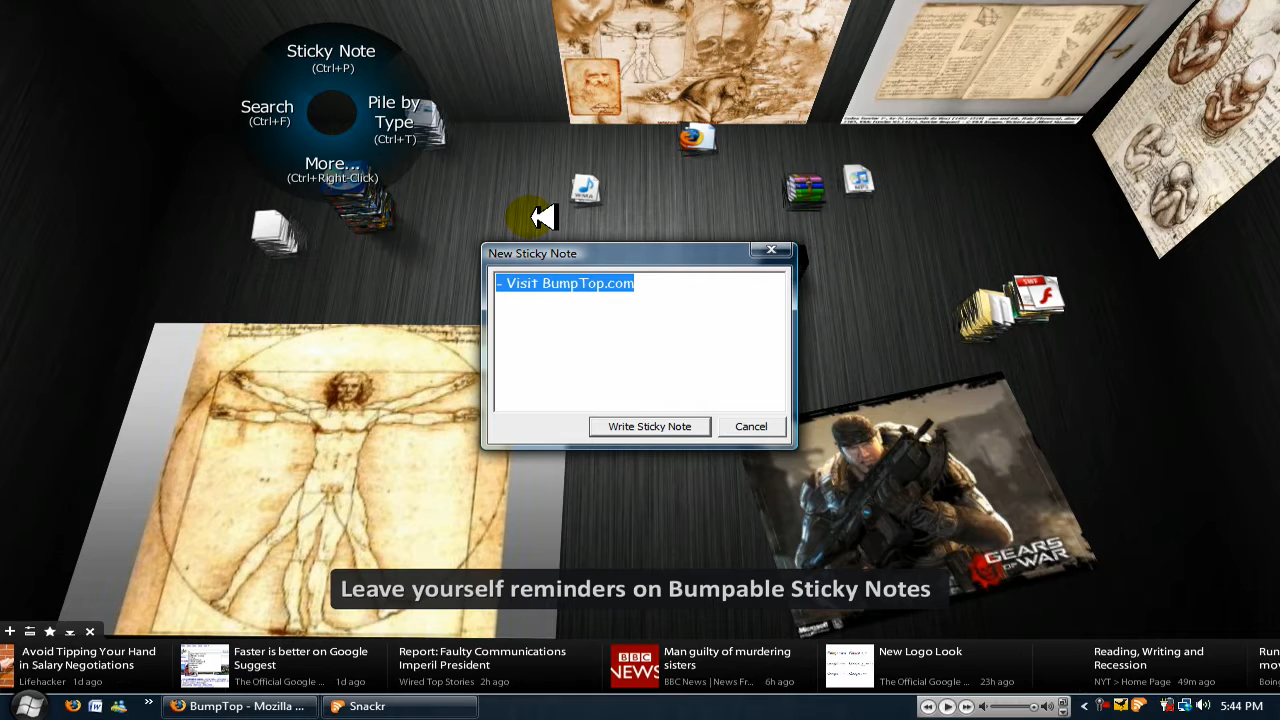 Sticky Note
(Ctrl+P)
Search
(Ctrl+F)
Pile by
Type
(Ctrl+T)
More...
(Ctrl+Right-Click)
WMA
MP3
New Sticky Note
- Visit BumpTop.com
Write Sticky Note
Cancel
SWF
GEARS
OF WAR
Microsoft
Leave yourself reminders on Bumpable Sticky Notes
Avoid Tipping Your Hand
in Salary Negotiations
Lifehacker 1d ago
Faster is better on Google
Suggest
The Official Google ... 1d ago
Report: Faulty Communications
Imperil President
Wired Top Stories 2h ago
BBC
NEWS
Man guilty of murdering
sisters
BBC News | News Fr... 6h ago
New Logo Look
The Official Google ... 23h ago
Reading, Writing and
Recession
NYT > Home Page 49m ago
BumpTop - Mozilla ...
Snackr
5:44 PM